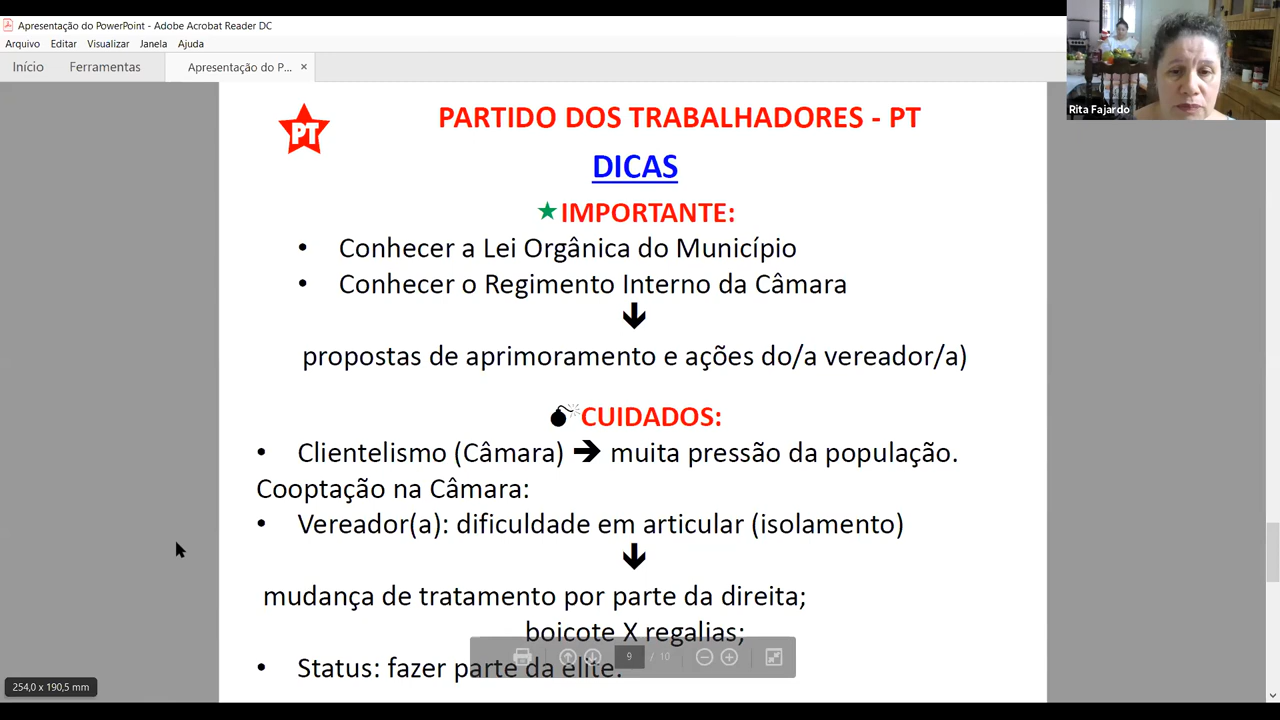 Apresentação do PowerPoint - Adobe Acrobat Reader DC
Arquivo Editar Visualizar Janela Ajuda
Início Ferramentas Apresentação do P... ×
Rita Fajardo
PT
PARTIDO DOS TRABALHADORES - PT
DICAS
★IMPORTANTE:
• Conhecer a Lei Orgânica do Município
• Conhecer o Regimento Interno da Câmara
🡫
propostas de aprimoramento e ações do/a vereador/a)
💣CUIDADOS:
• Clientelismo (Câmara) 🡪 muita pressão da população.
Cooptação na Câmara:
• Vereador(a): dificuldade em articular (isolamento)
🡫
mudança de tratamento por parte da direita;
boicote X regalias;
• Status: fazer parte da elite.
9 / 10
254,0 x 190,5 mm